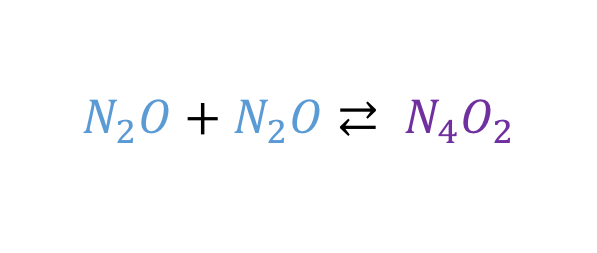 N₂O + N₂O ⇄ N₄O₂